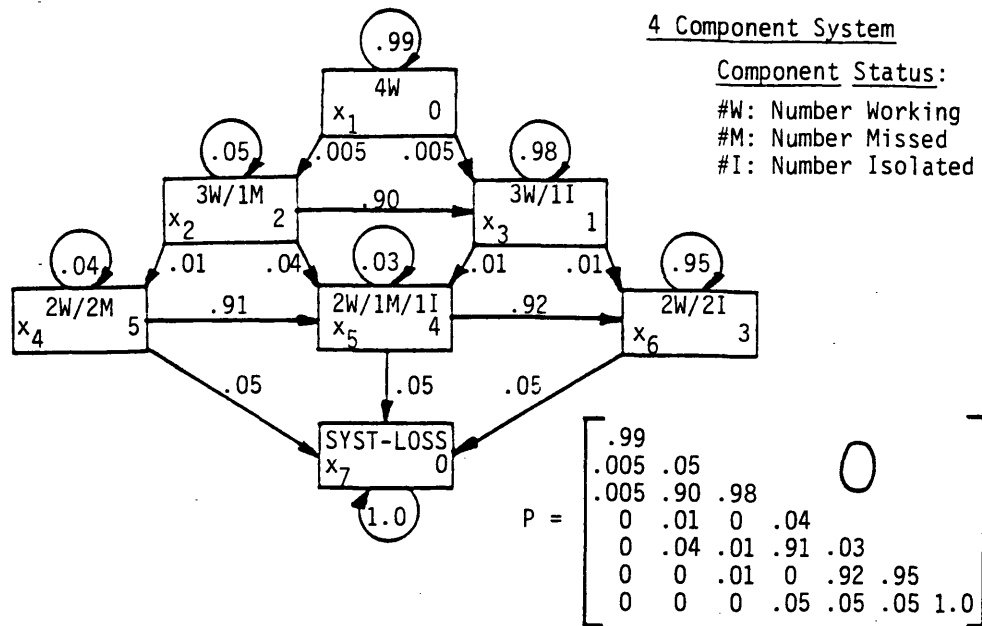 4 Component System
Component Status:
#W: Number Working
#M: Number Missed
#I: Number Isolated
.99
4W
x1 0
.005 .005
.05
3W/1M
x2 2
.90
.98
3W/1I
x3 1
.01 .04
.01 .01
.04
2W/2M
x4 5
.91
.03
2W/1M/1I
x5 4
.92
.95
2W/2I
x6 3
.05 .05 .05
SYST-LOSS
x7 0
1.0
P =
.99
.005 .05
.005 .90 .98
0 .01 0 .04
0 .04 .01 .91 .03
0 0 .01 0 .92 .95
0 0 0 .05 .05 .05 1.0
0